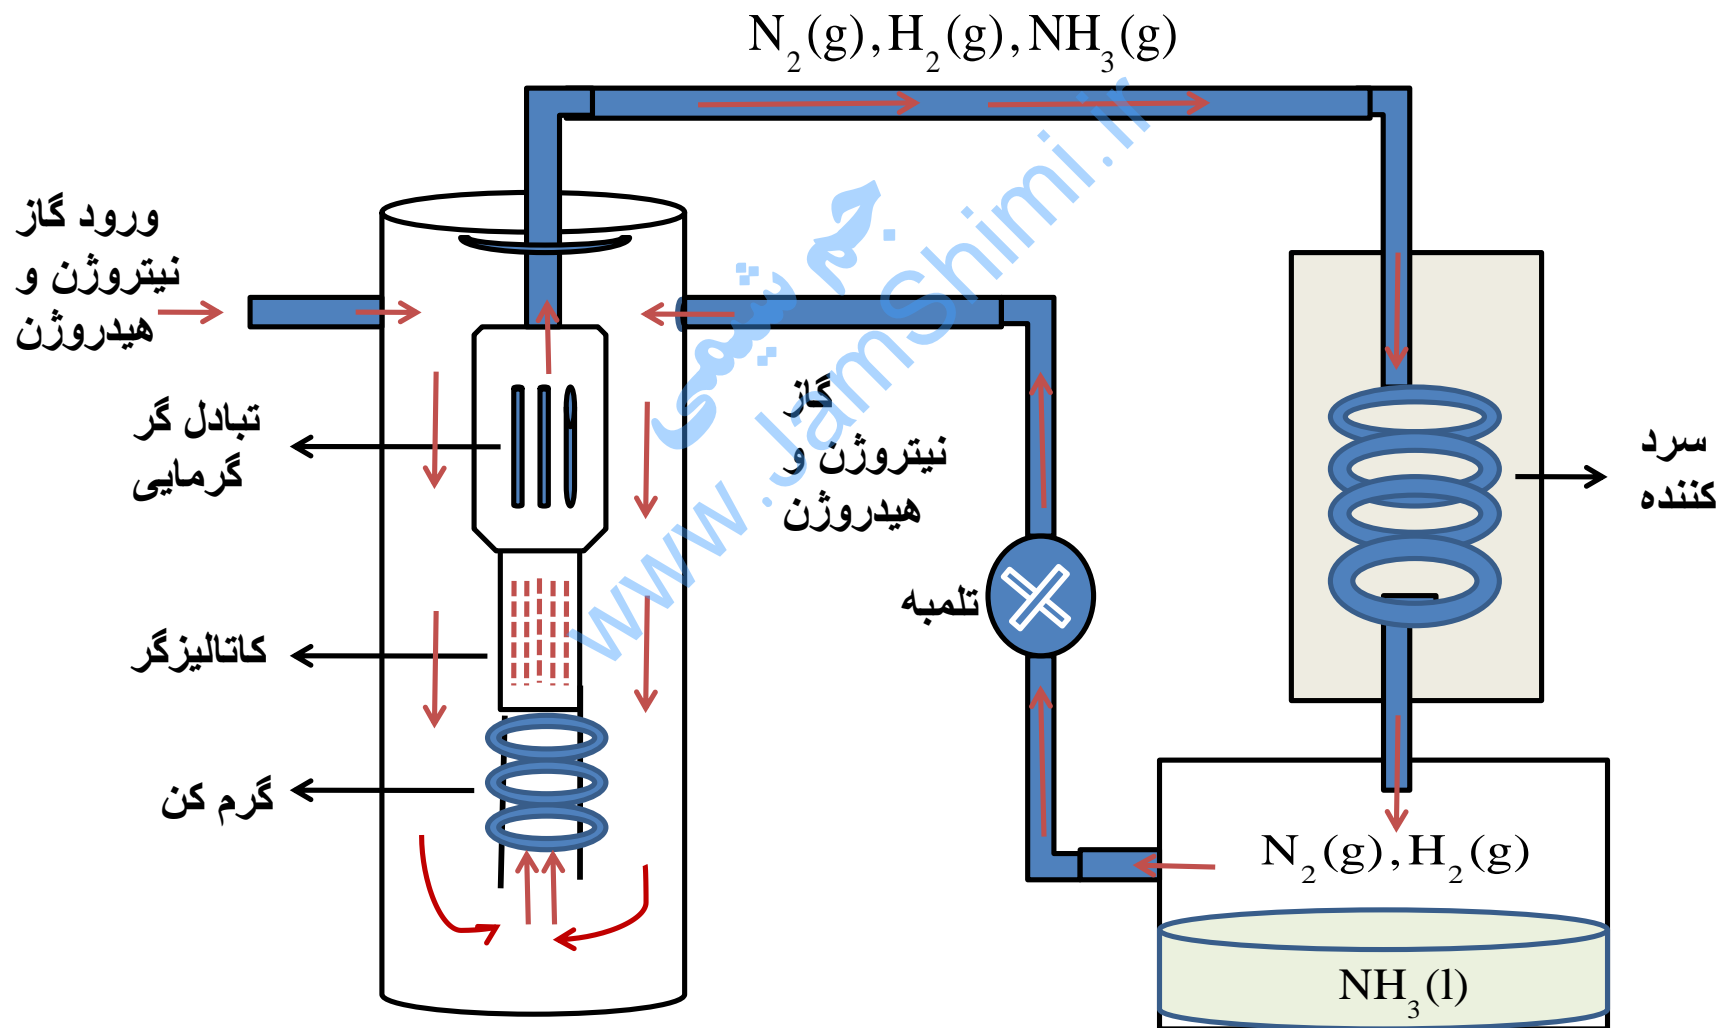 N2(g),H2(g),NH3(g)
ورود گاز
نیتروژن و
هیدروژن
تبادل گر
گرمایی
کاتالیزگر
گرم کن
گاز
نیتروژن و
هیدروژن
تلمبه
سرد
کننده
N2(g),H2(g)
NH3(l)
جم شیمی
www.JamShimi.ir